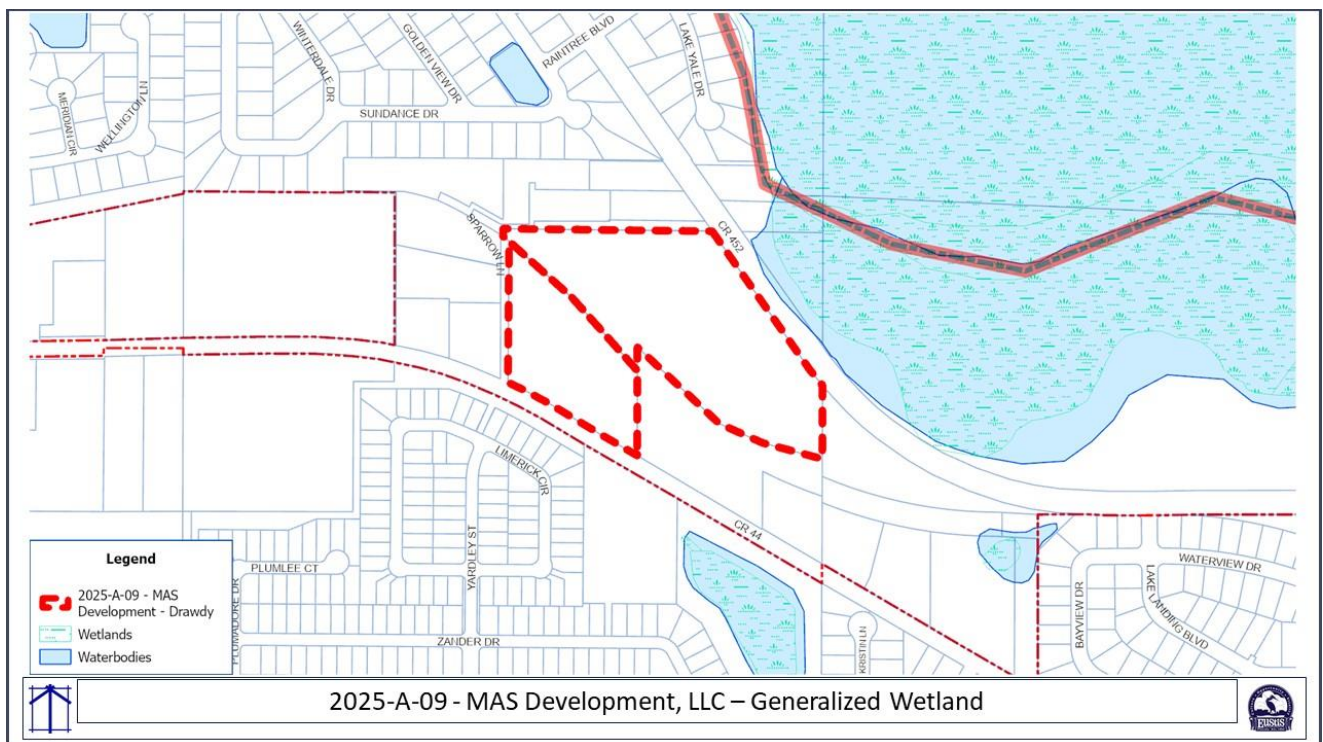 WINTERDALE DR
GOLDEN VIEW DR
RAINTREE BLVD
LAKE YALE DR
MERIDIAN CIR
WELLINGTON LN
SUNDANCE DR
SPARROW LN
CR 452
LIMERICK CIR
YARDLEY ST
CR 44
PLUMLEE CT
PLUMADORE DR
ZANDER DR
KRISTIN LN
BAYVIEW DR
WATERVIEW DR
LAKE LANDING BLVD
Legend
2025-A-09 - MAS
Development - Drawdy
Wetlands
Waterbodies
2025-A-09 - MAS Development, LLC – Generalized Wetland
EUSTIS